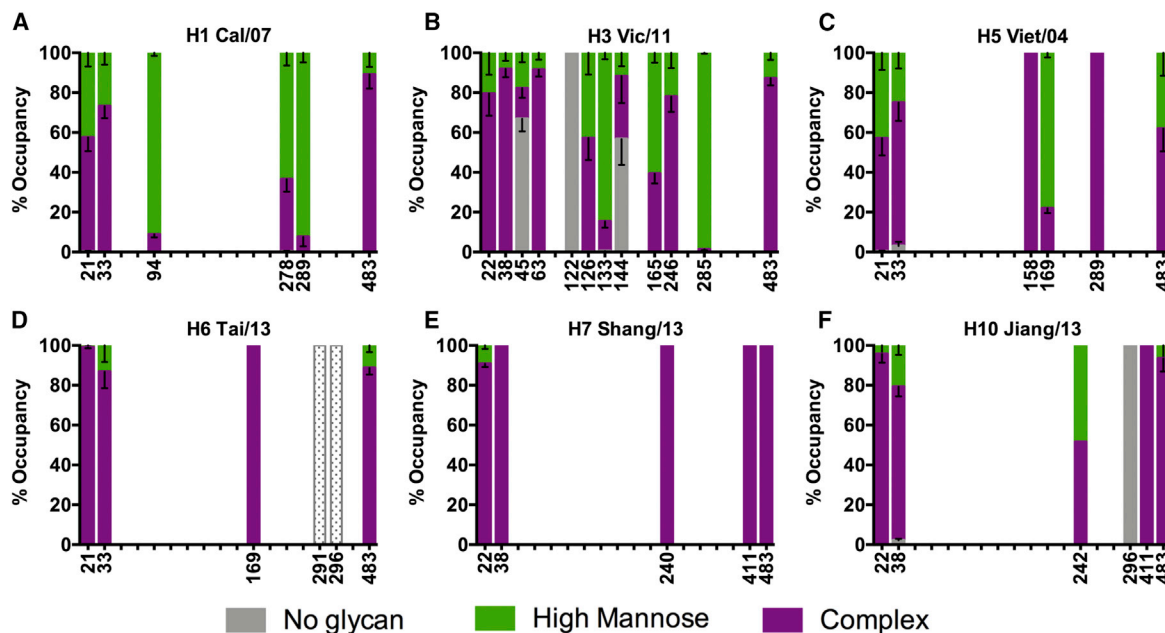 A H1 Cal/07
% Occupancy
100
80
60
40
20
0
21 33 94 278 289 483
B H3 Vic/11
% Occupancy
100
80
60
40
20
0
22 38 45 63 122 126 133 144 165 246 285 483
C H5 Viet/04
% Occupancy
100
80
60
40
20
0
21 33 158 169 289 483
D H6 Tai/13
% Occupancy
100
80
60
40
20
0
21 33 169 291 296 483
E H7 Shang/13
% Occupancy
100
80
60
40
20
0
22 38 240 411 483
F H10 Jiang/13
% Occupancy
100
80
60
40
20
0
22 38 242 296 411 483
No glycan High Mannose Complex